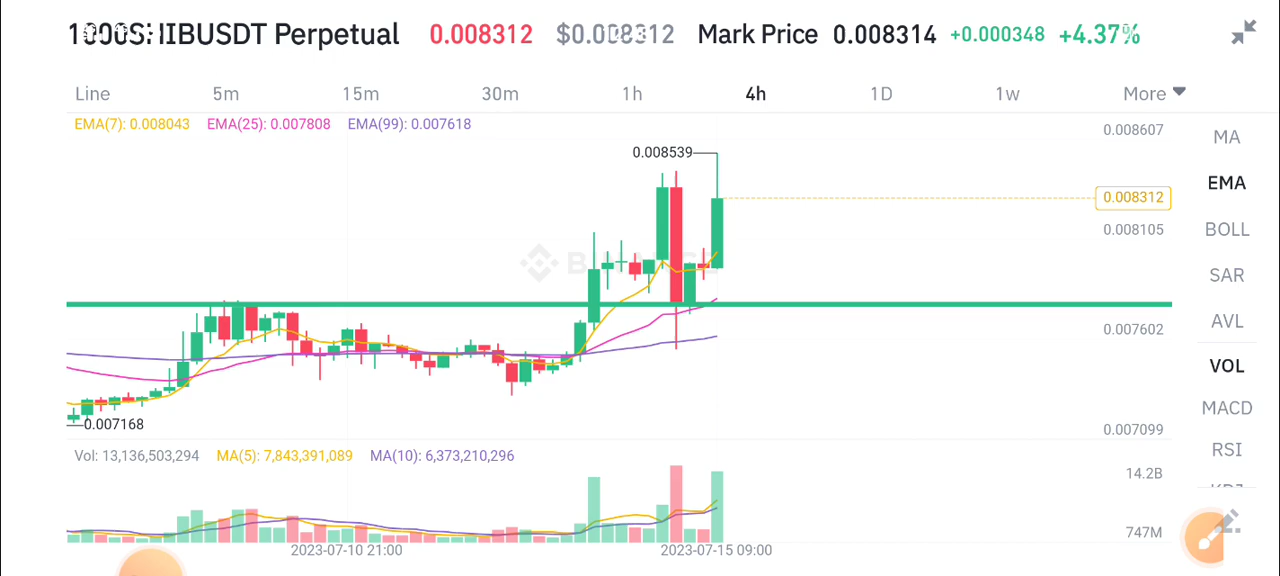 1000SHIBUSDT Perpetual 0.008312 $0.008312 Mark Price 0.008314 +0.000348 +4.37%
Line 5m 15m 30m 1h 4h 1D 1w More
EMA(7): 0.008043 EMA(25): 0.007808 EMA(99): 0.007618
0.008607
MA
0.008539
EMA
0.008312
0.008105
BOLL
SAR
AVL
0.007602
VOL
MACD
0.007168
0.007099
RSI
Vol: 13,136,503,294 MA(5): 7,843,391,089 MA(10): 6,373,210,296
14.2B
KDJ
747M
2023-07-10 21:00 2023-07-15 09:00